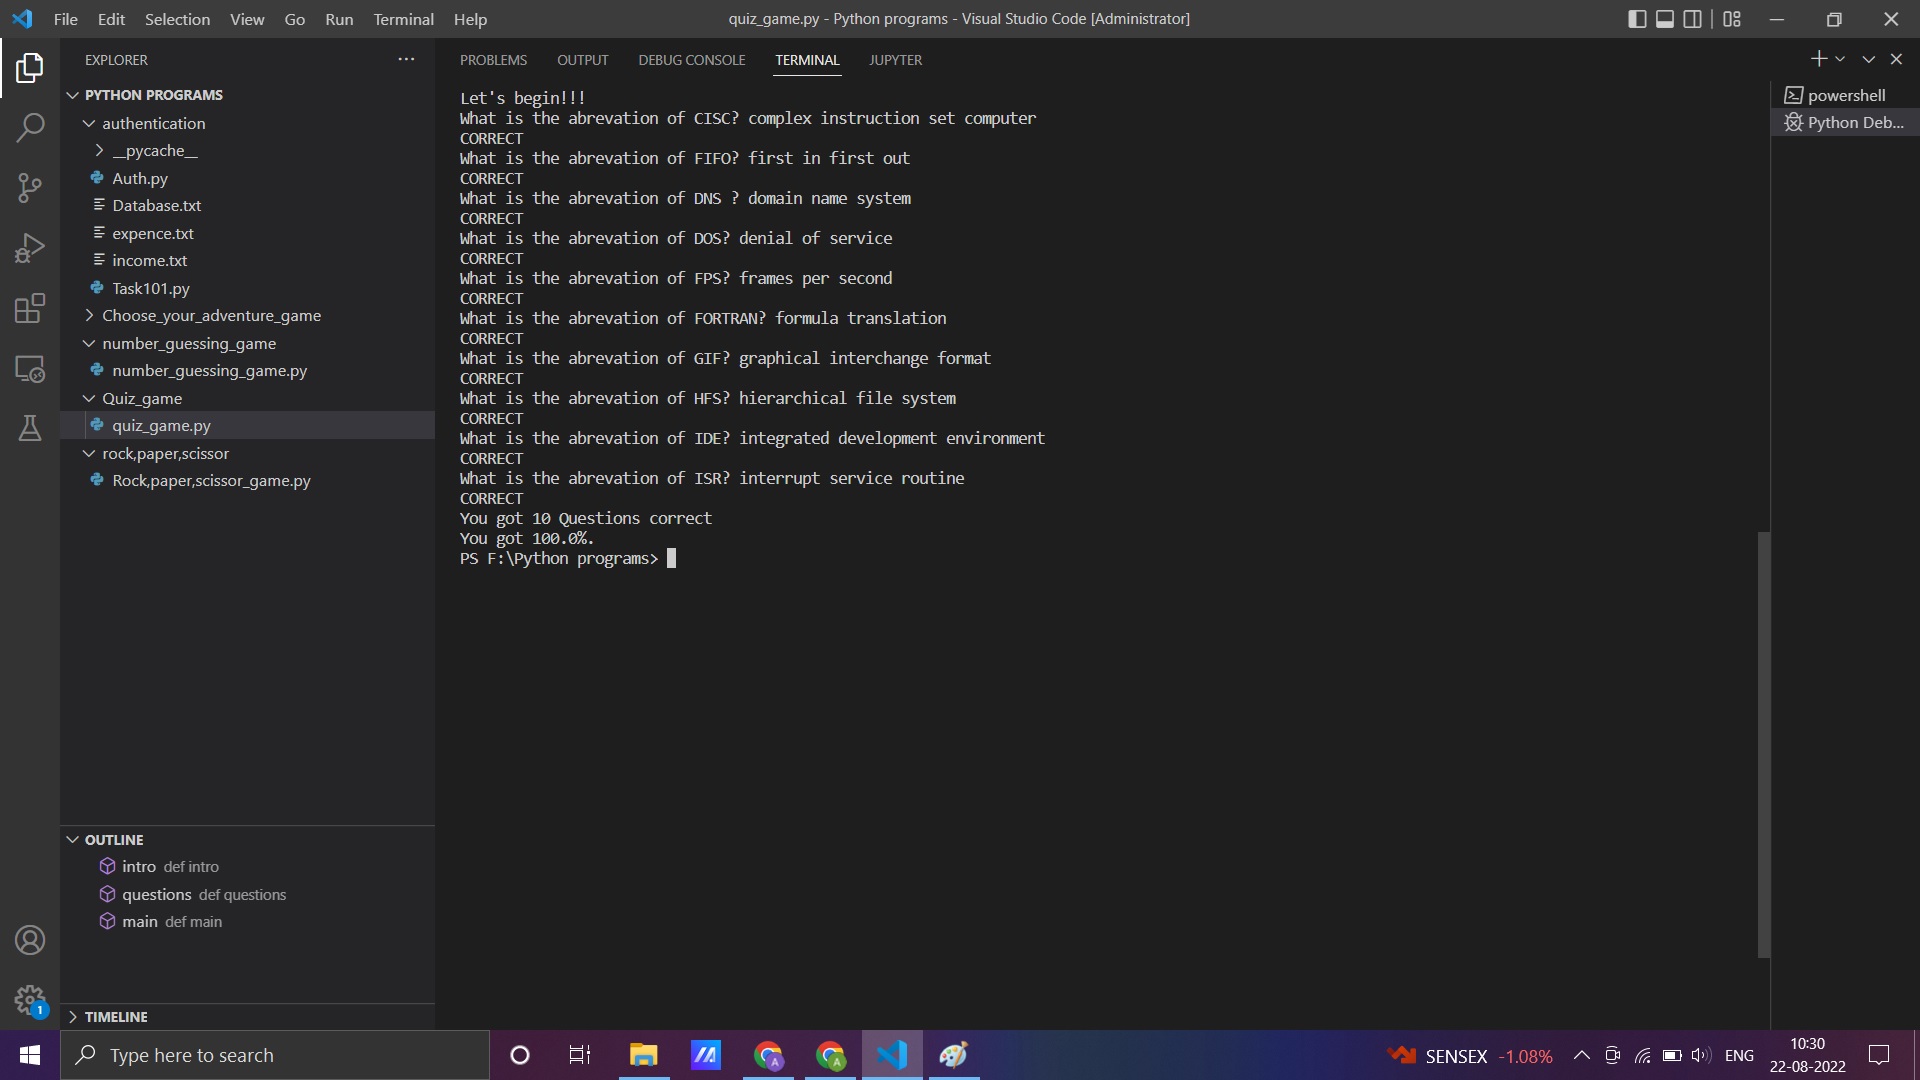 File Edit Selection View Go Run Terminal Help
quiz_game.py - Python programs - Visual Studio Code [Administrator]
EXPLORER
PYTHON PROGRAMS
authentication
__pycache__
Auth.py
Database.txt
expence.txt
income.txt
Task101.py
Choose_your_adventure_game
number_guessing_game
number_guessing_game.py
Quiz_game
quiz_game.py
rock,paper,scissor
Rock,paper,scissor_game.py
OUTLINE
intro def intro
questions def questions
main def main
TIMELINE
1
PROBLEMS OUTPUT DEBUG CONSOLE TERMINAL JUPYTER
Let's begin!!!
What is the abrevation of CISC? complex instruction set computer
CORRECT
What is the abrevation of FIFO? first in first out
CORRECT
What is the abrevation of DNS ? domain name system
CORRECT
What is the abrevation of DOS? denial of service
CORRECT
What is the abrevation of FPS? frames per second
CORRECT
What is the abrevation of FORTRAN? formula translation
CORRECT
What is the abrevation of GIF? graphical interchange format
CORRECT
What is the abrevation of HFS? hierarchical file system
CORRECT
What is the abrevation of IDE? integrated development environment
CORRECT
What is the abrevation of ISR? interrupt service routine
CORRECT
You got 10 Questions correct
You got 100.0%.
PS F:\Python programs>
powershell
Python Deb...
Type here to search
A
A
SENSEX -1.08%
ENG
10:30
22-08-2022